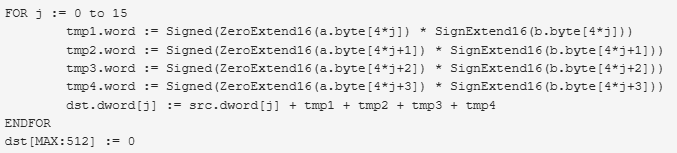 FOR j := 0 to 15
tmp1.word := Signed(ZeroExtend16(a.byte[4*j]) * SignExtend16(b.byte[4*j]))
tmp2.word := Signed(ZeroExtend16(a.byte[4*j+1]) * SignExtend16(b.byte[4*j+1]))
tmp3.word := Signed(ZeroExtend16(a.byte[4*j+2]) * SignExtend16(b.byte[4*j+2]))
tmp4.word := Signed(ZeroExtend16(a.byte[4*j+3]) * SignExtend16(b.byte[4*j+3]))
dst.dword[j] := src.dword[j] + tmp1 + tmp2 + tmp3 + tmp4
ENDFOR
dst[MAX:512] := 0